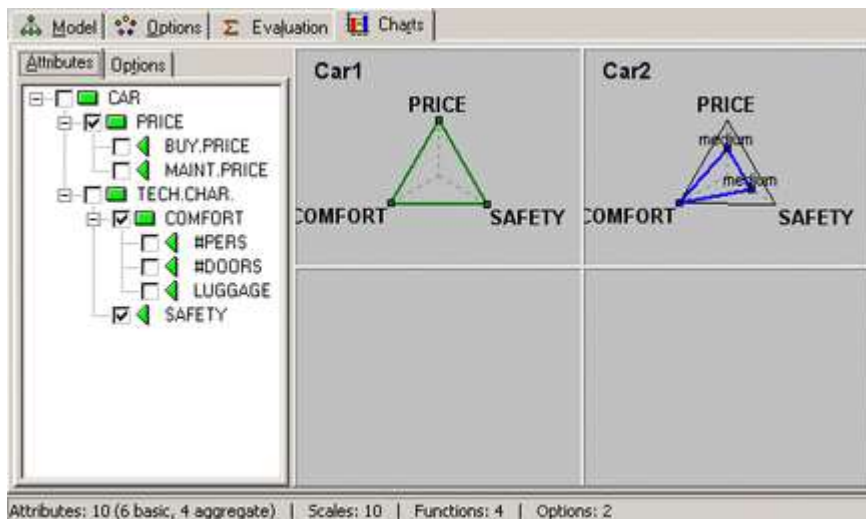 Model Options Σ Evaluation Charts
Attributes Options
CAR
PRICE
BUY.PRICE
MAINT.PRICE
TECH.CHAR.
COMFORT
#PERS
#DOORS
LUGGAGE
SAFETY
Car1
PRICE
COMFORT SAFETY
Car2
PRICE
medium
medium
COMFORT SAFETY
Attributes: 10 (6 basic, 4 aggregate) | Scales: 10 | Functions: 4 | Options: 2